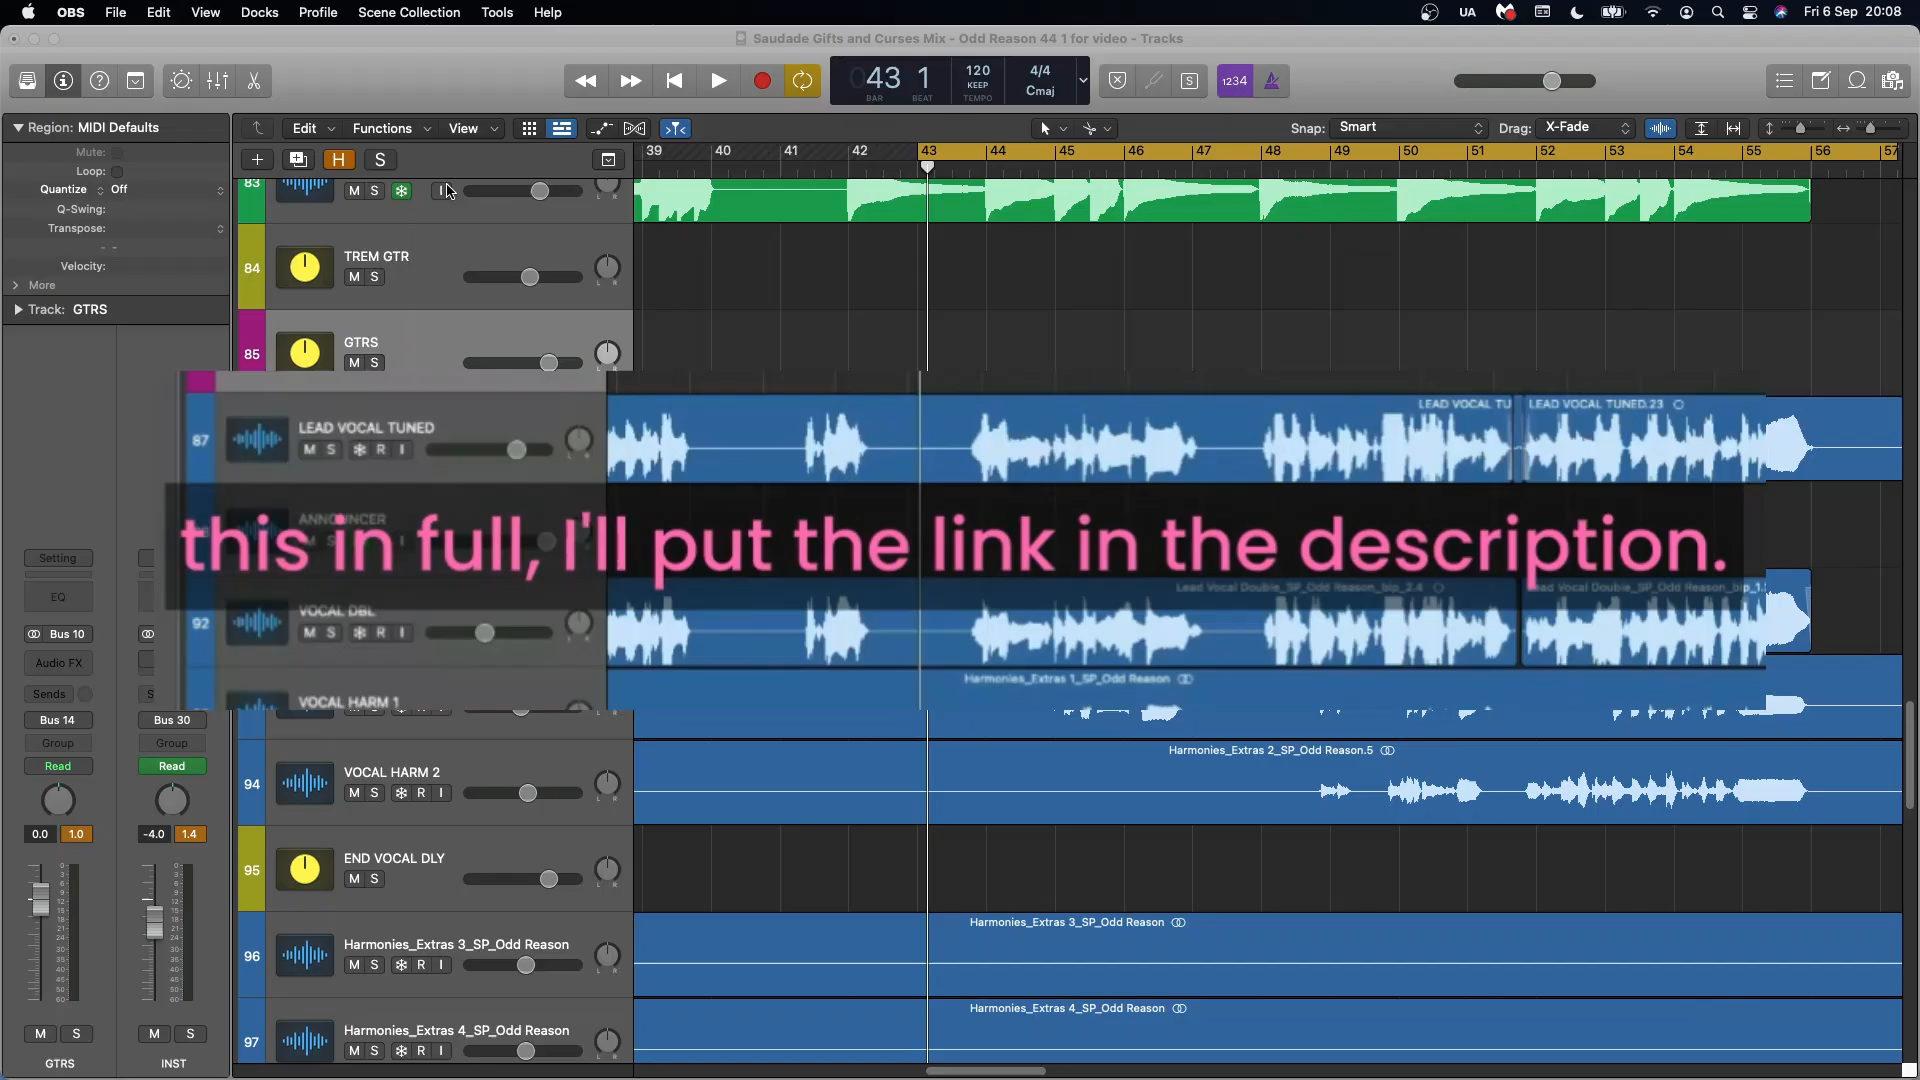 OBS File Edit View Docks Profile Scene Collection Tools Help UA Fri 6 Sep 20:08
Saudade Gifts and Curses Mix - Odd Reason 44 1 for video - Tracks
43 1 120 4/4
KEEP Cmaj
BAR BEAT TEMPO
S 1234
Region: MIDI Defaults
Edit Functions View Snap: Smart Drag: X-Fade
Mute:
Loop:
Quantize Off
Q-Swing:
Transpose:
Velocity:
More
Track: GTRS
H S
39 40 41 42 43 44 45 46 47 48 49 50 51 52 53 54 55 56 57
83 M S I
84 TREM GTR
M S
85 GTRS
M S
87 LEAD VOCAL TUNED
M S R I
LEAD VOCAL TU
LEAD VOCAL TUNED.23
ANNOUNCER
this in full, I'll put the link in the description.
92 VOCAL DBL
M S R I
Lead Vocal Double_SP_Odd Reason_bip_2.4
Lead Vocal Double_SP_Odd Reason_bip_1.
VOCAL HARM 1
Harmonies_Extras 1_SP_Odd Reason
94 VOCAL HARM 2
M S R I
Harmonies_Extras 2_SP_Odd Reason.5
95 END VOCAL DLY
M S
96 Harmonies_Extras 3_SP_Odd Reason
M S R I
Harmonies_Extras 3_SP_Odd Reason
97 Harmonies_Extras 4_SP_Odd Reason
M S R I
Harmonies_Extras 4_SP_Odd Reason
Setting
EQ
Bus 10
Audio FX
Sends S
Bus 14 Bus 30
Group Group
Read Read
0.0 1.0 -4.0 1.4
M S M S
GTRS INST